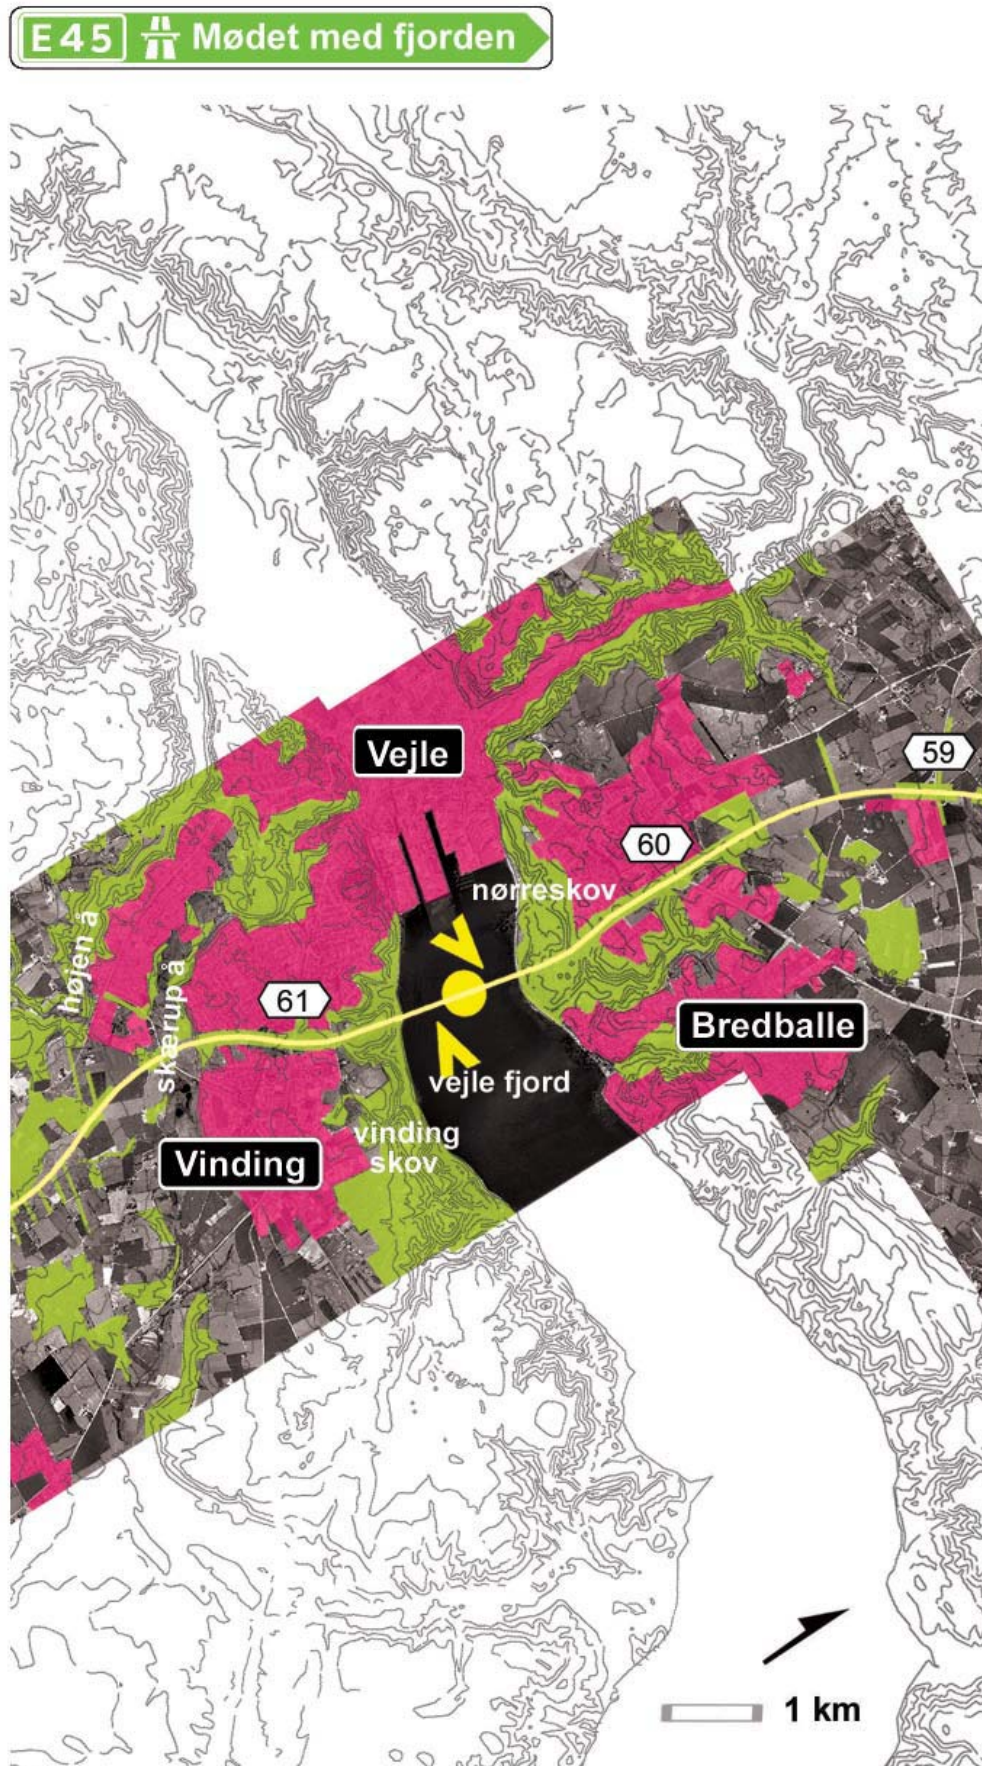 E45 Mødet med fjorden
Vejle
59
60
nørreskov
højen å
skærup å
61
Bredballe
vejle fjord
vinding
skov
Vinding
1 km